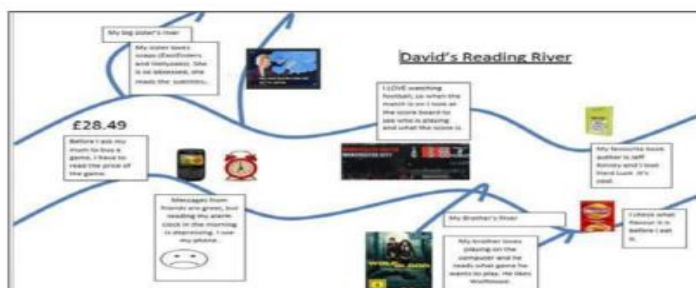 My big sister's river
My sister loves
soaps (EastEnders
and Hollyoaks). She
is so obsessed, she
reads the subtitles.
David's Reading River
I LOVE watching
football, so when the
match is on I look at
the score board to
see who is playing
and what the score is.
£28.49
Before I ask my
mum to buy a
game, I have to
read the price of
the game.
My favourite book
author is Jeff
Kinney and I love
Hard Luck. It's
cool.
Messages from
friends are great, but
reading my alarm
clock in the morning
is depressing. I use
my phone.
My Brother's River
My brother loves
playing on the
computer and he
reads what game he
wants to play. He likes
I check what
flavour it is
before I eat
it.